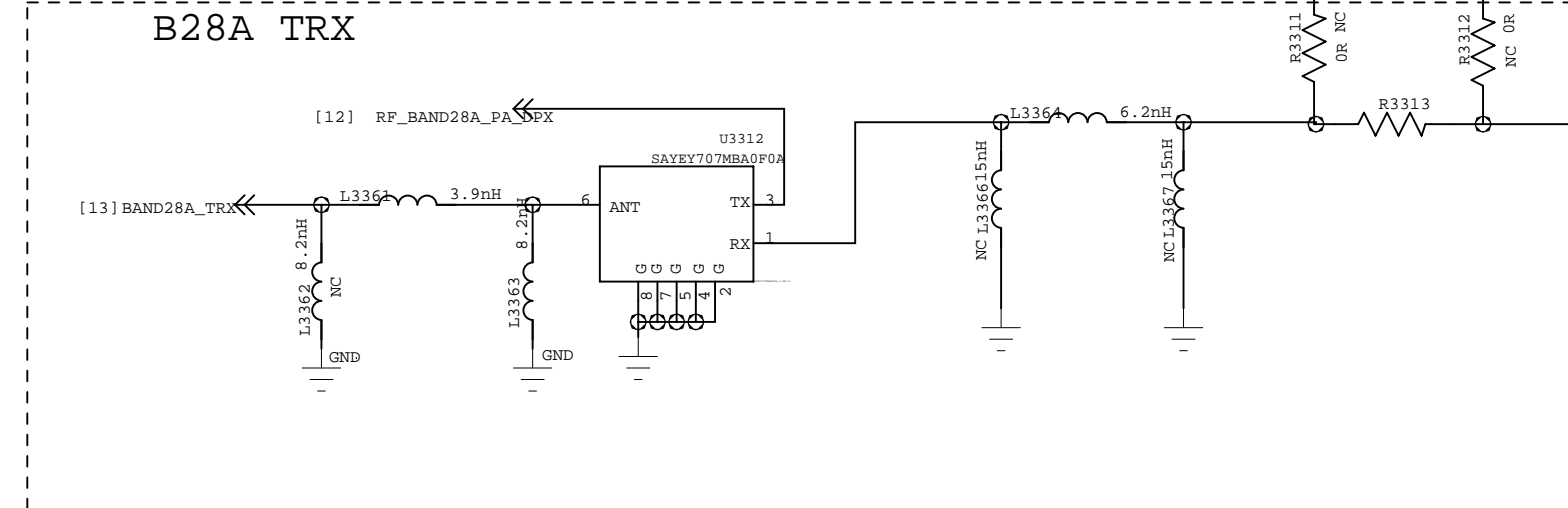 B28A TRX
R3311
0R NC
R3312
NC 0R
[12] RF_BAND28A_PA_DPX
L3364 6.2nH
R3313
U3312
SAYEY707MBA0F0A
[13]BAND28A_TRX
L3361 3.9nH
6 ANT
TX 3
RX 1
G G G G G
8 7 5 4 2
L3362 8.2nH
NC
GND
L3363 8.2nH
GND
NC L3366 15nH
NC L3367 15nH